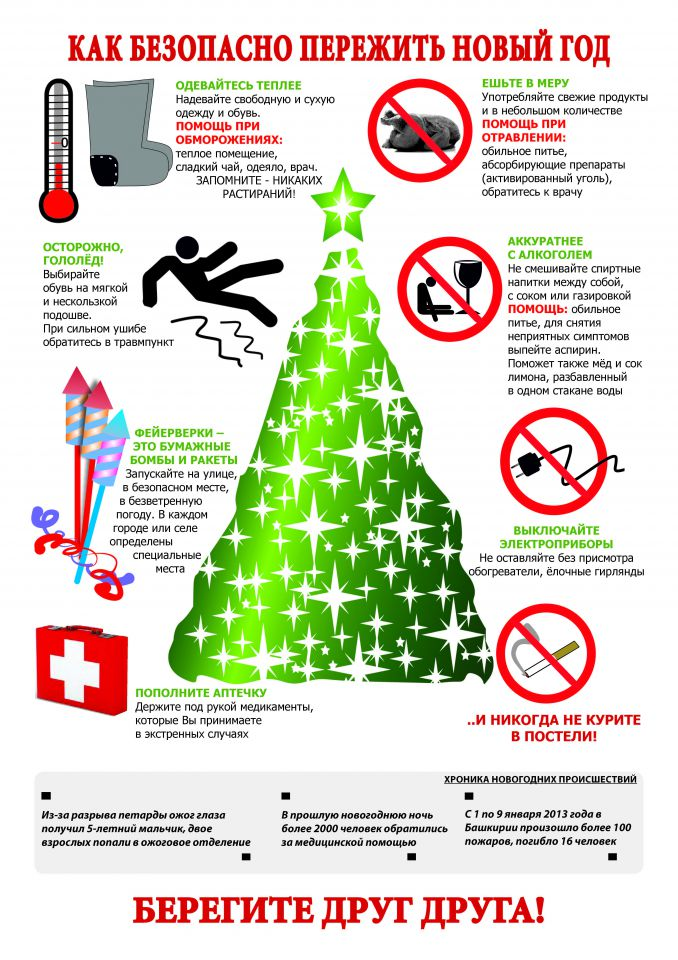 КАК БЕЗОПАСНО ПЕРЕЖИТЬ НОВЫЙ ГОД
ОДЕВАЙТЕСЬ ТЕПЛЕЕ
Надевайте свободную и сухую
одежду и обувь.
ПОМОЩЬ ПРИ
ОБМОРОЖЕНИЯХ:
теплое помещение,
сладкий чай, одеяло, врач.
ЗАПОМНИТЕ - НИКАКИХ
РАСТИРАНИЙ!
0
ЕШЬТЕ В МЕРУ
Употребляйте свежие продукты
и в небольшом количестве
ПОМОЩЬ ПРИ
ОТРАВЛЕНИИ:
обильное питье,
абсорбирующие препараты
(активированный уголь),
обратитесь к врачу
ОСТОРОЖНО,
ГОЛОЛЁД!
Выбирайте
обувь на мягкой
и нескользкой
подошве.
При сильном ушибе
обратитесь в травмпункт
АККУРАТНЕЕ
С АЛКОГОЛЕМ
Не смешивайте спиртные
напитки между собой,
с соком или газировкой
ПОМОЩЬ: обильное
питье, для снятия
неприятных симптомов
выпейте аспирин.
Поможет также мёд и сок
лимона, разбавленный
в одном стакане воды
ФЕЙЕРВЕРКИ –
ЭТО БУМАЖНЫЕ
БОМБЫ И РАКЕТЫ
Запускайте на улице,
в безопасном месте,
в безветренную
погоду. В каждом
городе или селе
определены
специальные
места
ВЫКЛЮЧАЙТЕ
ЭЛЕКТРОПРИБОРЫ
Не оставляйте без присмотра
обогреватели, ёлочные гирлянды
ПОПОЛНИТЕ АПТЕЧКУ
Держите под рукой медикаменты,
которые Вы принимаете
в экстренных случаях
..И НИКОГДА НЕ КУРИТЕ
В ПОСТЕЛИ!
ХРОНИКА НОВОГОДНИХ ПРОИСШЕСТВИЙ
Из-за разрыва петарды ожог глаза
получил 5-летний мальчик, двое
взрослых попали в ожоговое отделение
В прошлую новогоднюю ночь
более 2000 человек обратились
за медицинской помощью
С 1 по 9 января 2013 года в
Башкирии произошло более 100
пожаров, погибло 16 человек
БЕРЕГИТЕ ДРУГ ДРУГА!